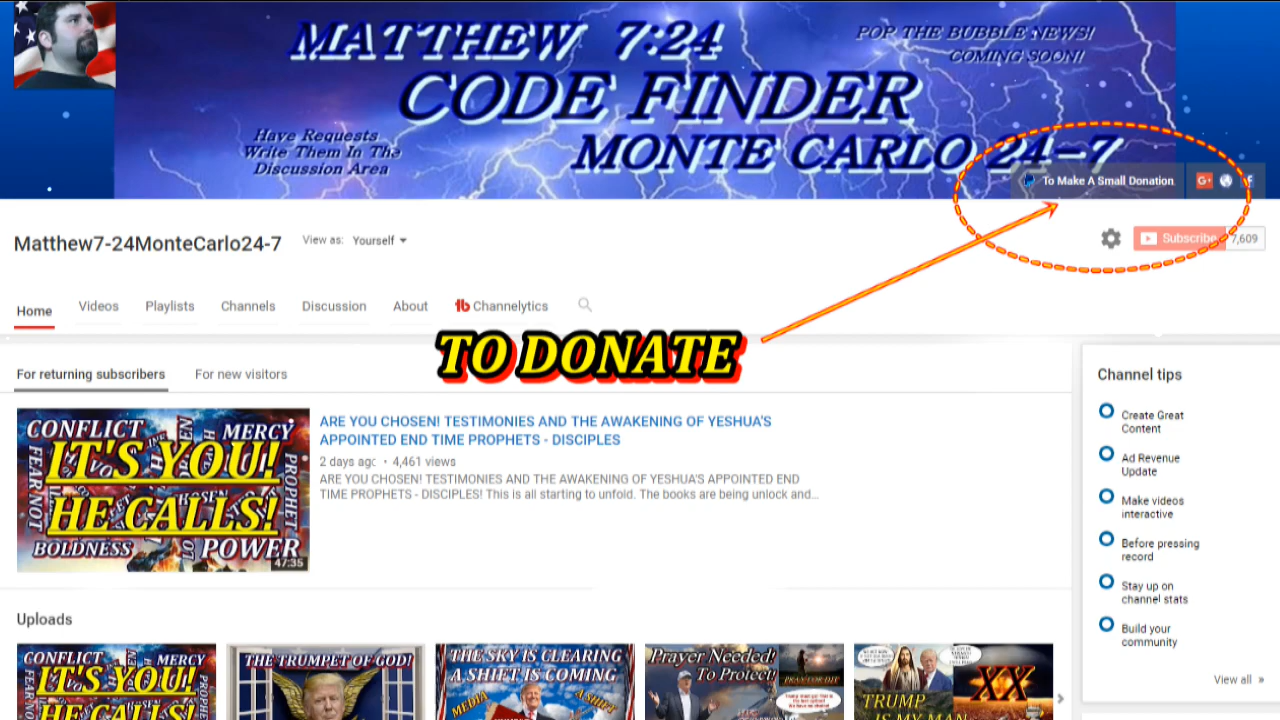 MATTHEW 7:24
POP THE BUBBLE NEWS!
COMING SOON!
CODE FINDER
Have Requests
Write Them In The
Discussion Area
MONTE CARLO 24-7
To Make A Small Donation
G+
f
Matthew7-24MonteCarlo24-7
View as: Yourself
Subscribe 7,609
Home Videos Playlists Channels Discussion About Channelytics
TO DONATE
For returning subscribers For new visitors
Channel tips
Create Great
Content
Ad Revenue
Update
Make videos
interactive
Before pressing
record
Stay up on
channel stats
Build your
community
View all »
CONFLICT
MERCY
IT'S YOU!
HE CALLS!
FEAR NOT
PROPHET
BOLDNESS
POWER
47:35
ARE YOU CHOSEN! TESTIMONIES AND THE AWAKENING OF YESHUA'S
APPOINTED END TIME PROPHETS - DISCIPLES
2 days ago • 4,461 views
ARE YOU CHOSEN! TESTIMONIES AND THE AWAKENING OF YESHUA'S APPOINTED END
TIME PROPHETS - DISCIPLES! This is all starting to unfold. The books are being unlock and...
Uploads
CONFLICT
MERCY
IT'S YOU!
HE CALLS!
THE TRUMPET OF GOD!
THE SKY IS CLEARING
A SHIFT IS COMING
MEDIA
A SHIFT
Prayer Needed!
To Protect!
PRAY OR DIE
TRUMP
IS MY MAN
XX